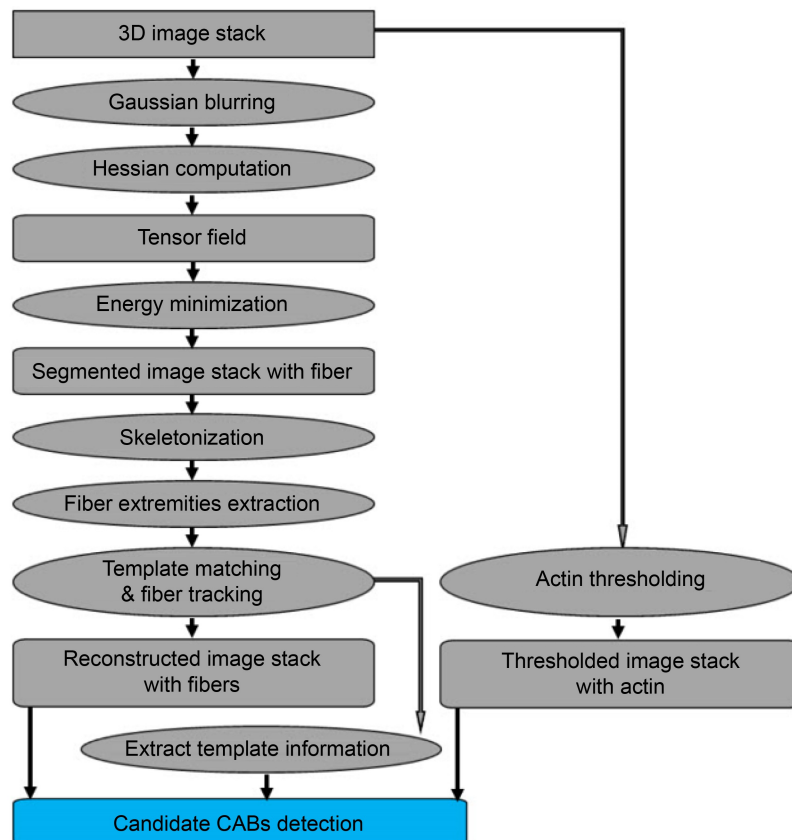 3D image stack
Gaussian blurring
Hessian computation
Tensor field
Energy minimization
Segmented image stack with fiber
Skeletonization
Fiber extremities extraction
Template matching
& fiber tracking
Actin thresholding
Reconstructed image stack
with fibers
Thresholded image stack
with actin
Extract template information
Candidate CABs detection